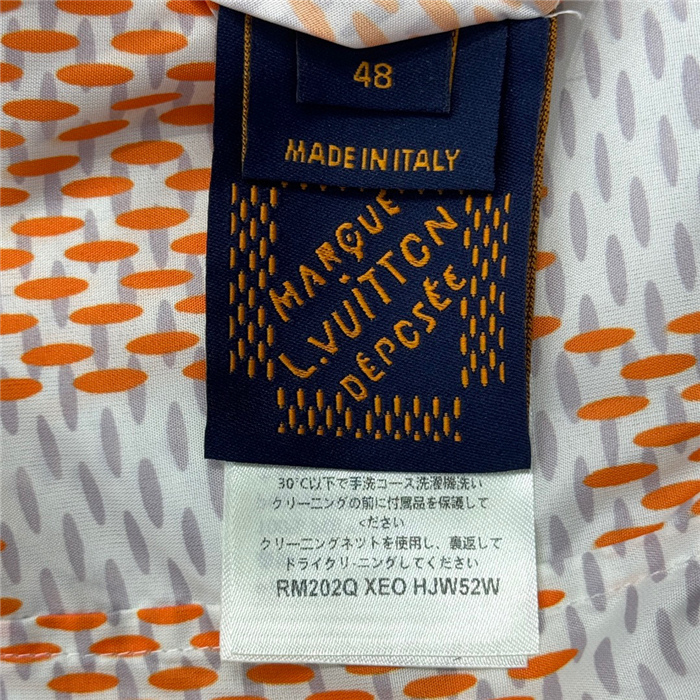 48
MADE IN ITALY
MARQUE
L.VUITTON
DÉPOSÉE
30℃以下で手洗コース洗濯機洗い
クリーニングの前に付属品を保護して
ください
クリーニングネットを使用し、裏返して
ドライクリ-ニングしてください
RM202Q XEO HJW52W